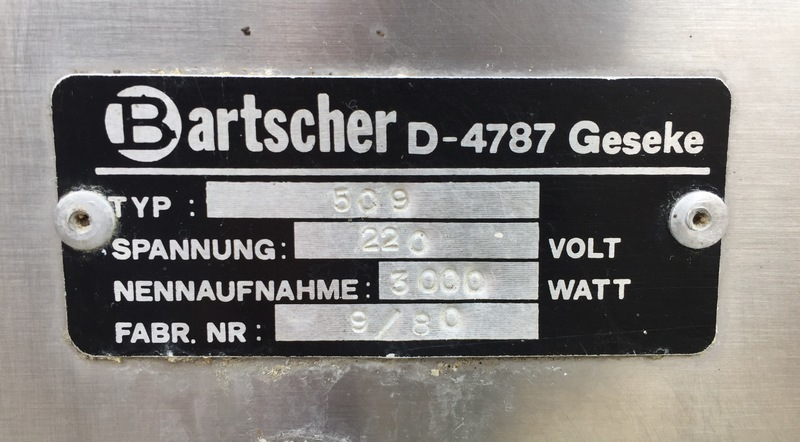 Bartscher D-4787 Geseke
TYP : 509
SPANNUNG: 220 VOLT
NENNAUFNAHME: 3000 WATT
FABR. NR : 9/80